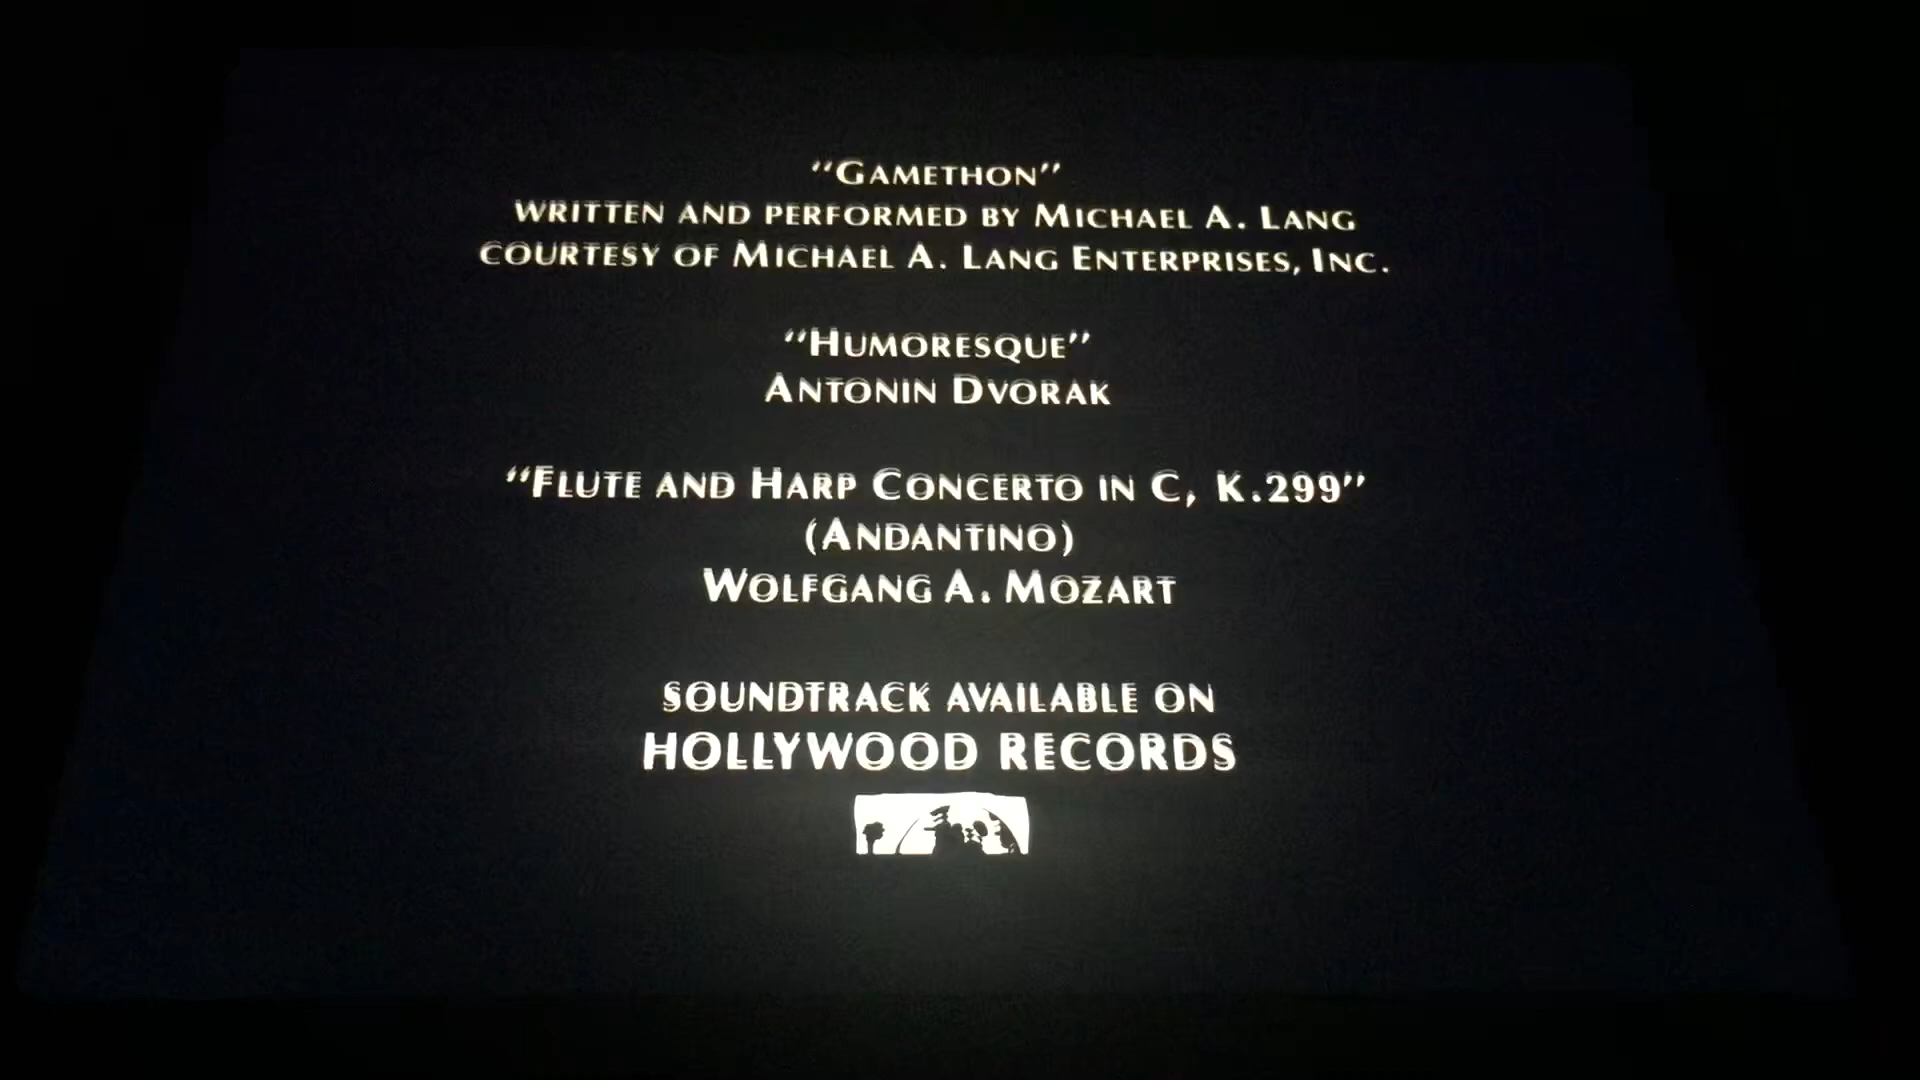 "Gamethon"
written and performed by Michael A. Lang
courtesy of Michael A. Lang Enterprises, Inc.
"Humoresque"
Antonin Dvorak
"Flute and Harp Concerto in C, K.299"
(Andantino)
Wolfgang A. Mozart
SOUNDTRACK AVAILABLE ON
HOLLYWOOD RECORDS